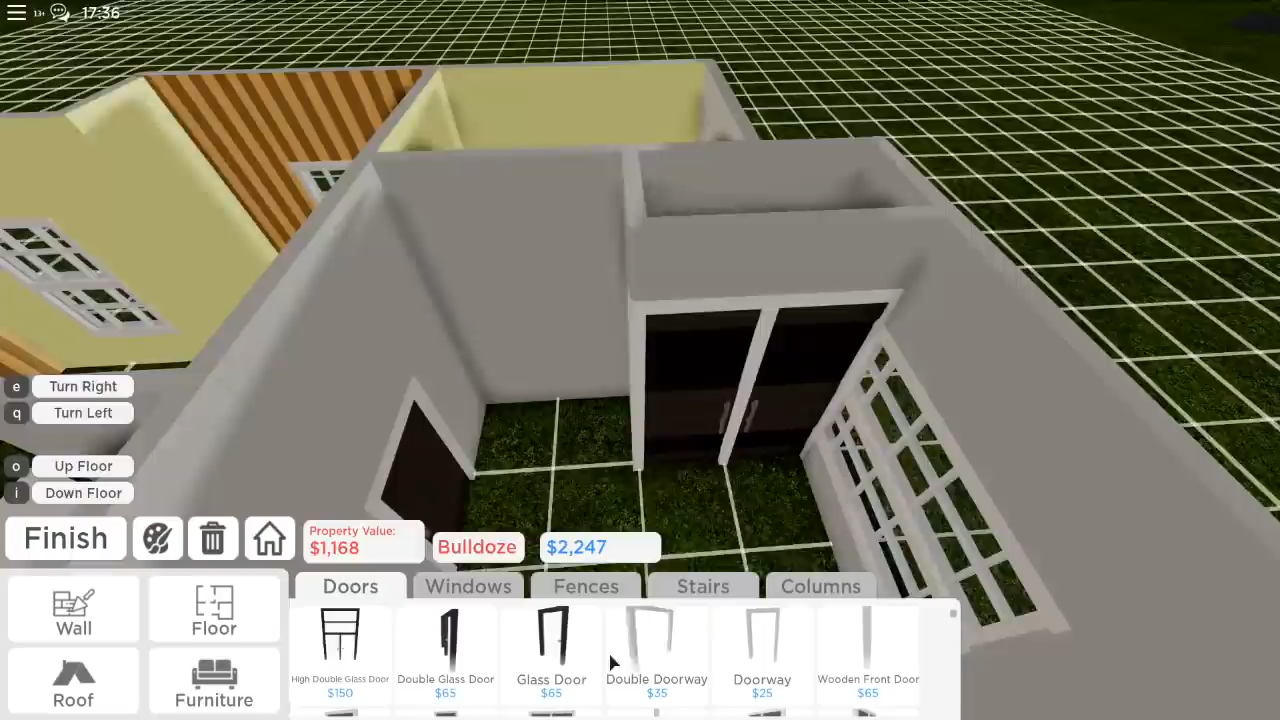 13+ 17:36
e Turn Right
q Turn Left
o Up Floor
i Down Floor
Finish
Property Value:
$1,168
Bulldoze
$2,247
Wall
Floor
Roof
Furniture
Doors Windows Fences Stairs Columns
High Double Glass Door
$150
Double Glass Door
$65
Glass Door
$65
Double Doorway
$35
Doorway
$25
Wooden Front Door
$65